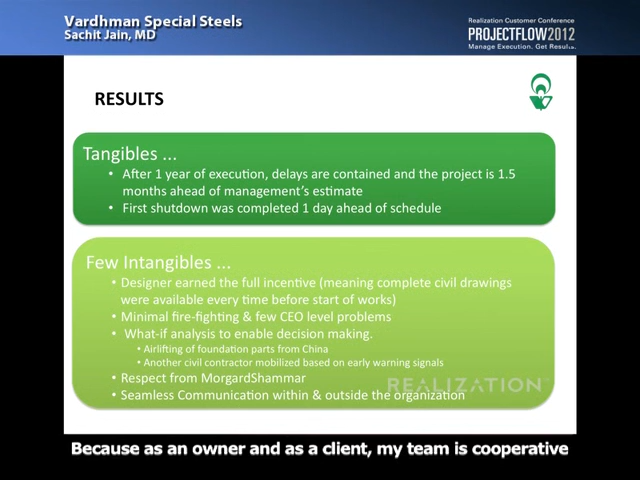 Vardhman Special Steels
Sachit Jain, MD
Realization Customer Conference
PROJECTFLOW2012
Manage Execution. Get Results.
RESULTS
Tangibles ...
• After 1 year of execution, delays are contained and the project is 1.5
months ahead of management's estimate
• First shutdown was completed 1 day ahead of schedule
Few Intangibles ...
• Designer earned the full incentive (meaning complete civil drawings
were available every time before start of works)
• Minimal fire-fighting & few CEO level problems
• What-if analysis to enable decision making.
• Airlifting of foundation parts from China
• Another civil contractor mobilized based on early warning signals
• Respect from MorgardShammar
REALIZATION
• Seamless Communication within & outside the organization
Because as an owner and as a client, my team is cooperative